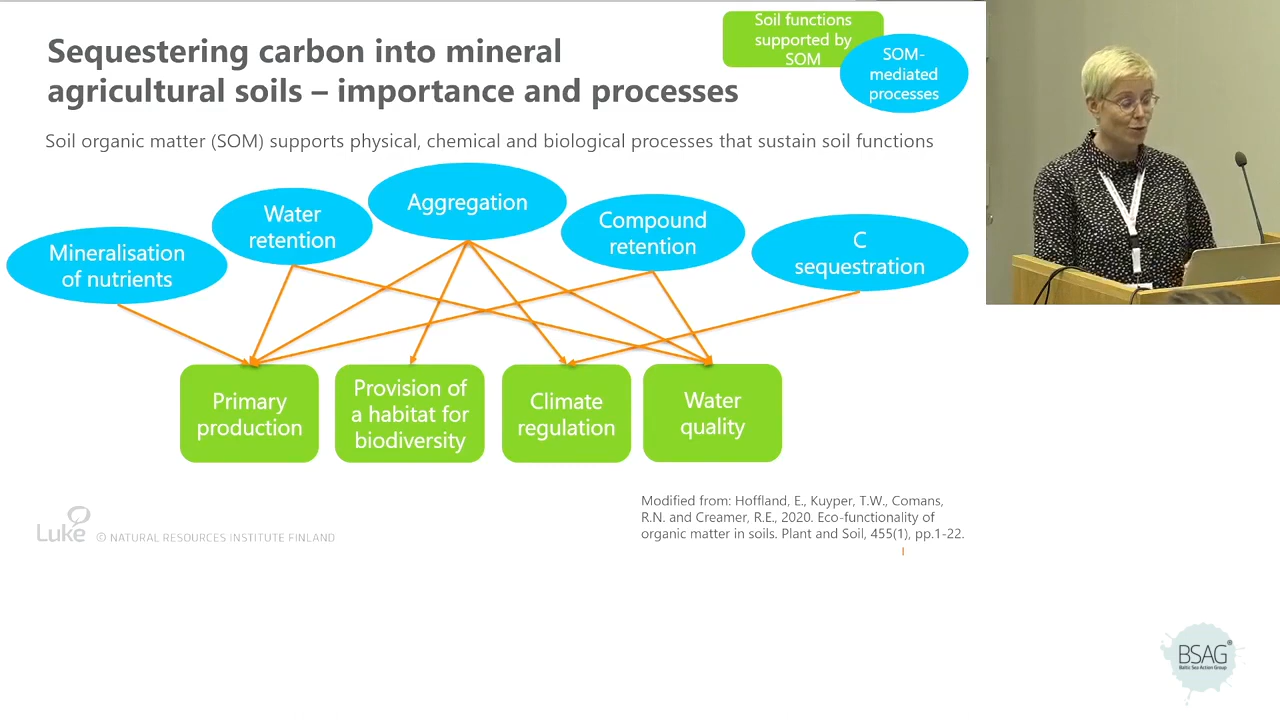 Sequestering carbon into mineral
agricultural soils – importance and processes
Soil functions
supported by
SOM
SOM-
mediated
processes
Soil organic matter (SOM) supports physical, chemical and biological processes that sustain soil functions
Mineralisation
of nutrients
Water
retention
Aggregation
Compound
retention
C
sequestration
Primary
production
Provision of
a habitat for
biodiversity
Climate
regulation
Water
quality
Modified from: Hoffland, E., Kuyper, T.W., Comans,
R.N. and Creamer, R.E., 2020. Eco-functionality of
organic matter in soils. Plant and Soil, 455(1), pp.1-22.
Luke © NATURAL RESOURCES INSTITUTE FINLAND
BSAG®
Baltic Sea Action Group